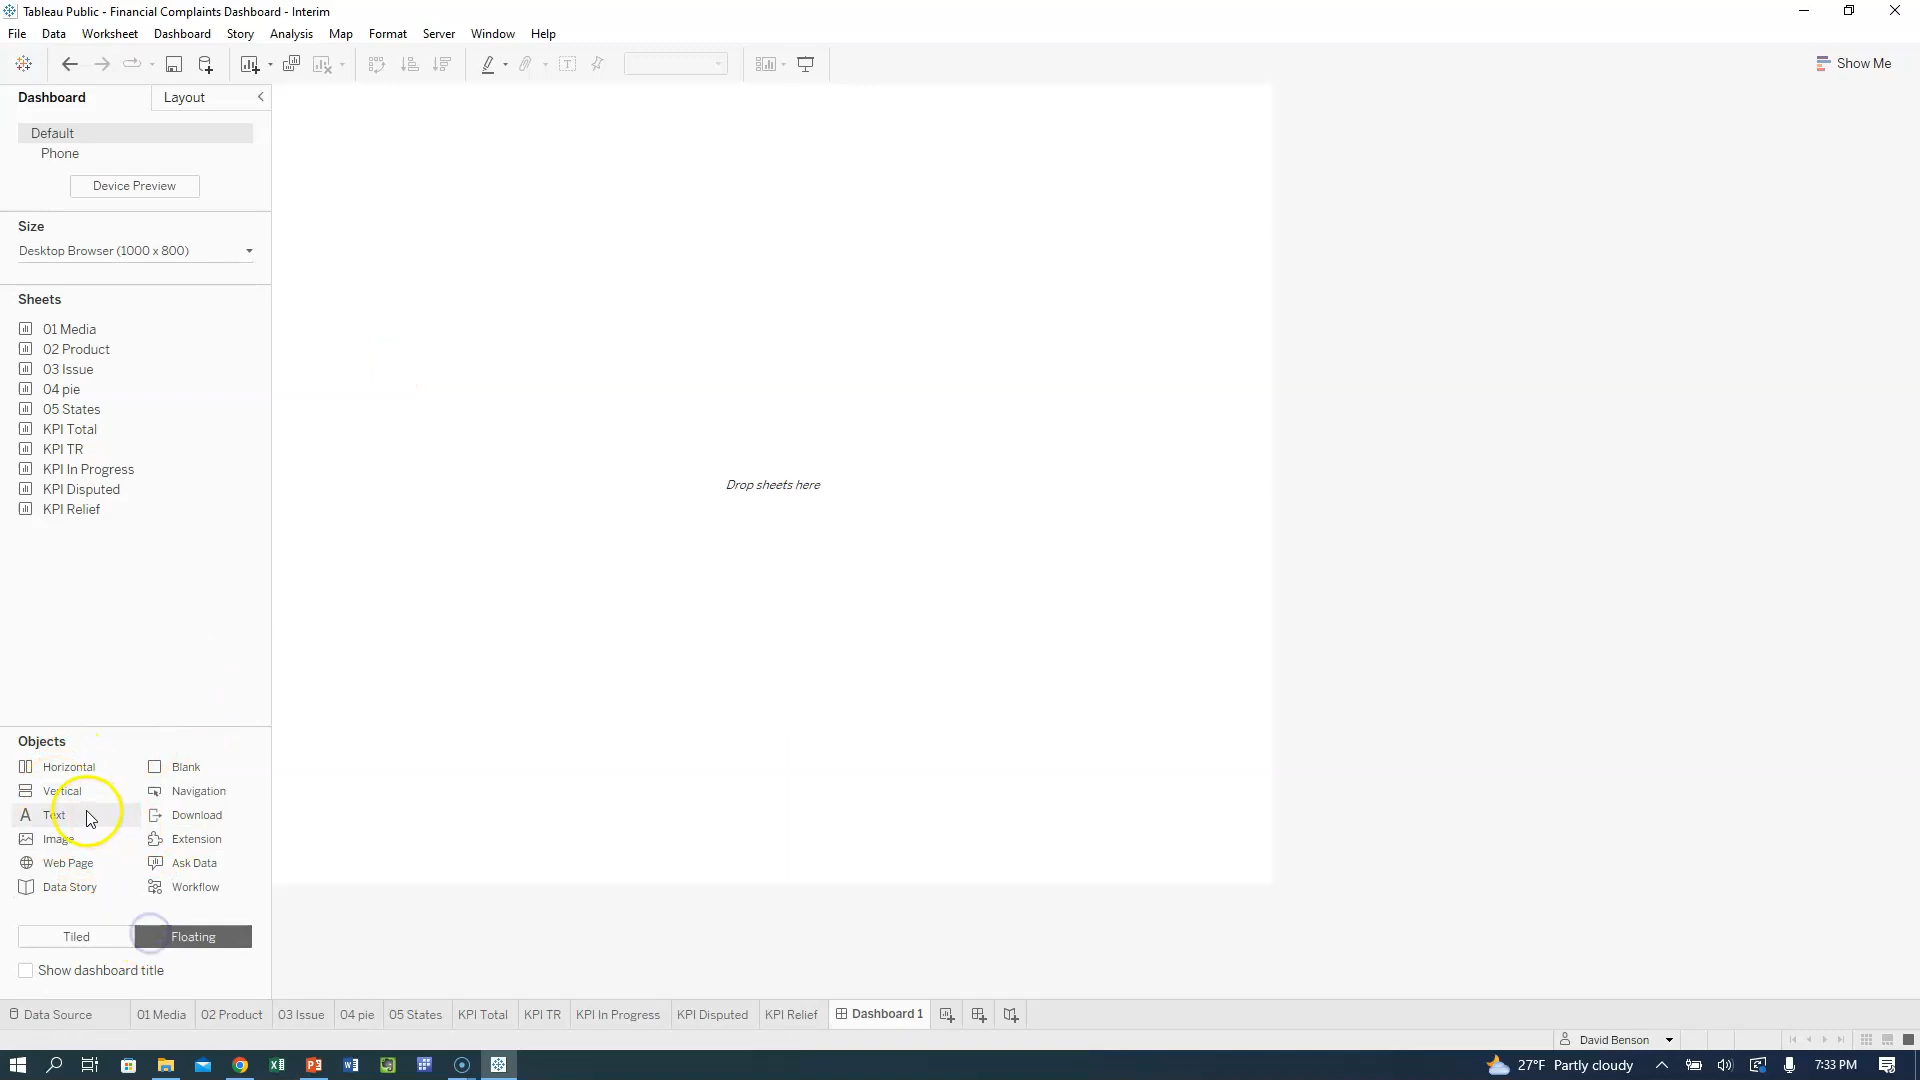 Tableau Public - Financial Complaints Dashboard - Interim
File Data Worksheet Dashboard Story Analysis Map Format Server Window Help
Show Me
Dashboard Layout
Default
Phone
Device Preview
Size
Desktop Browser (1000 x 800)
Sheets
01 Media
02 Product
03 Issue
04 pie
05 States
KPI Total
KPI TR
KPI In Progress
KPI Disputed
KPI Relief
Drop sheets here
Objects
Horizontal Blank
Vertical Navigation
Text Download
Image Extension
Web Page Ask Data
Data Story Workflow
Tiled Floating
Show dashboard title
Data Source 01 Media 02 Product 03 Issue 04 pie 05 States KPI Total KPI TR KPI In Progress KPI Disputed KPI Relief Dashboard 1
David Benson
27°F Partly cloudy 7:33 PM